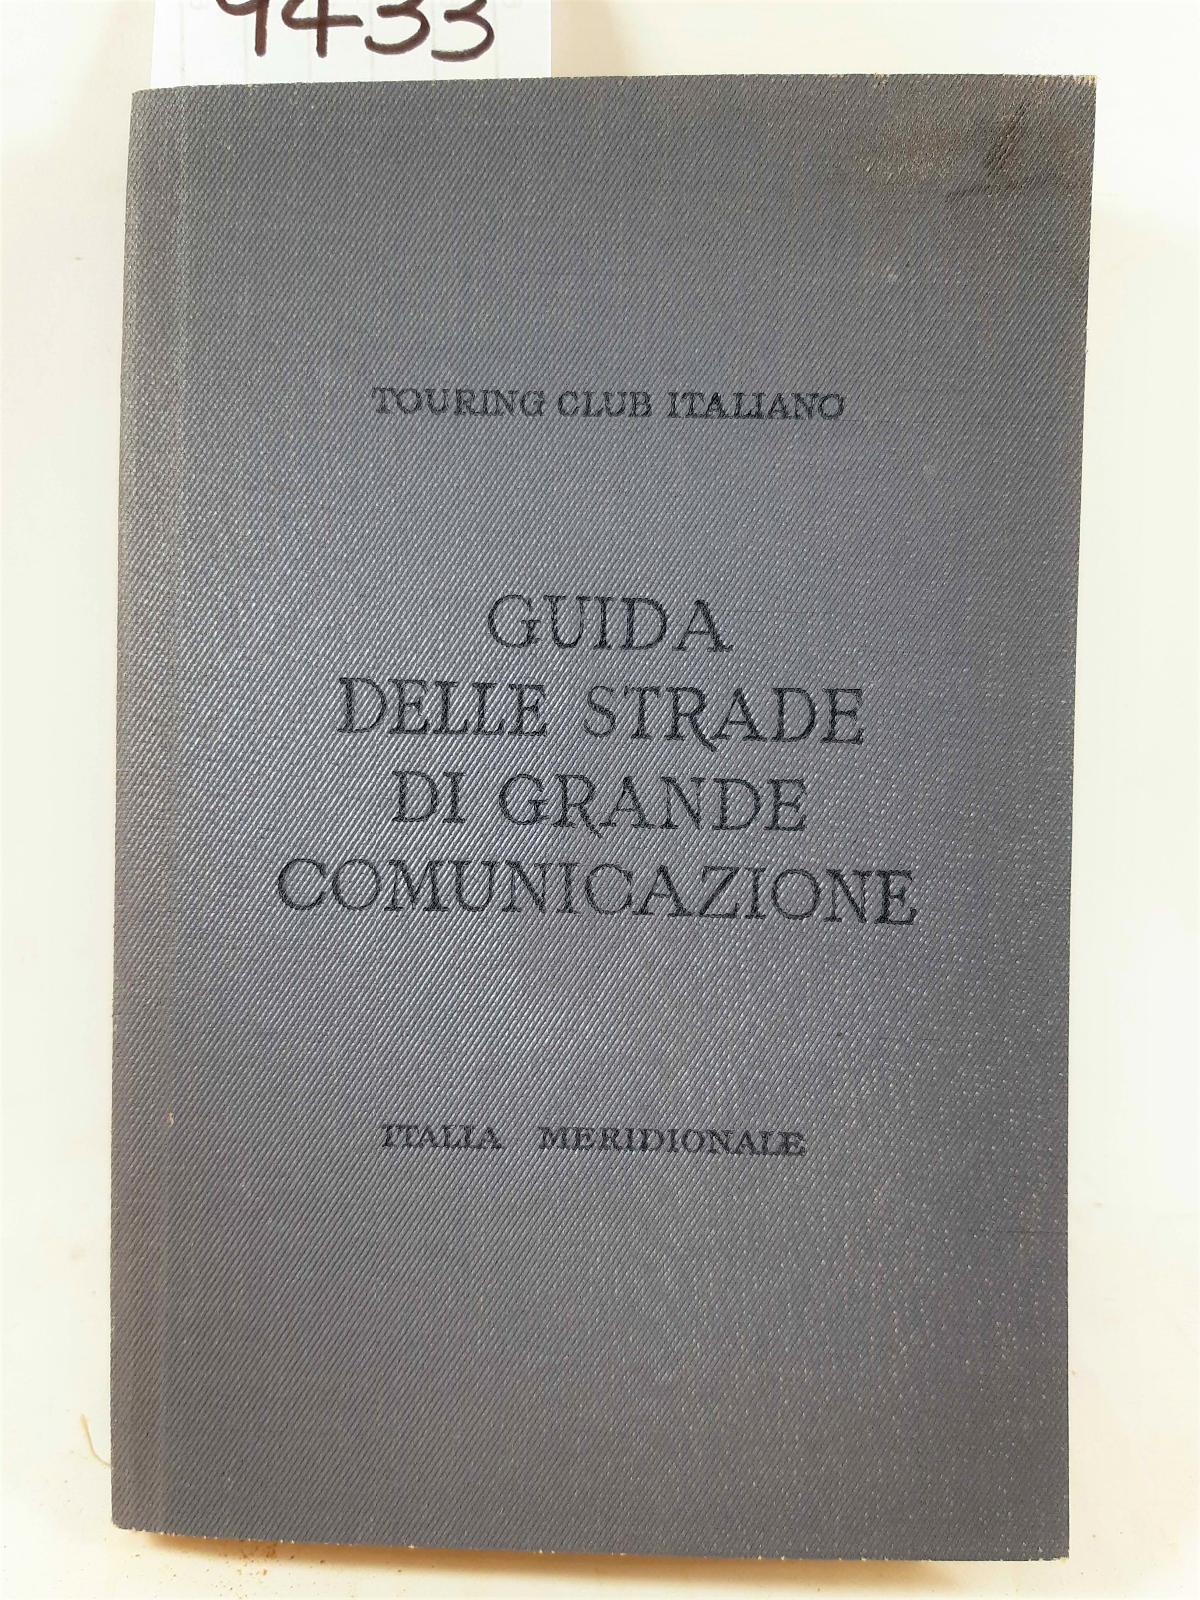 9433
TOURING CLUB ITALIANO
GUIDA
DELLE STRADE
DI GRANDE
COMUNICAZIONE
ITALIA MERIDIONALE